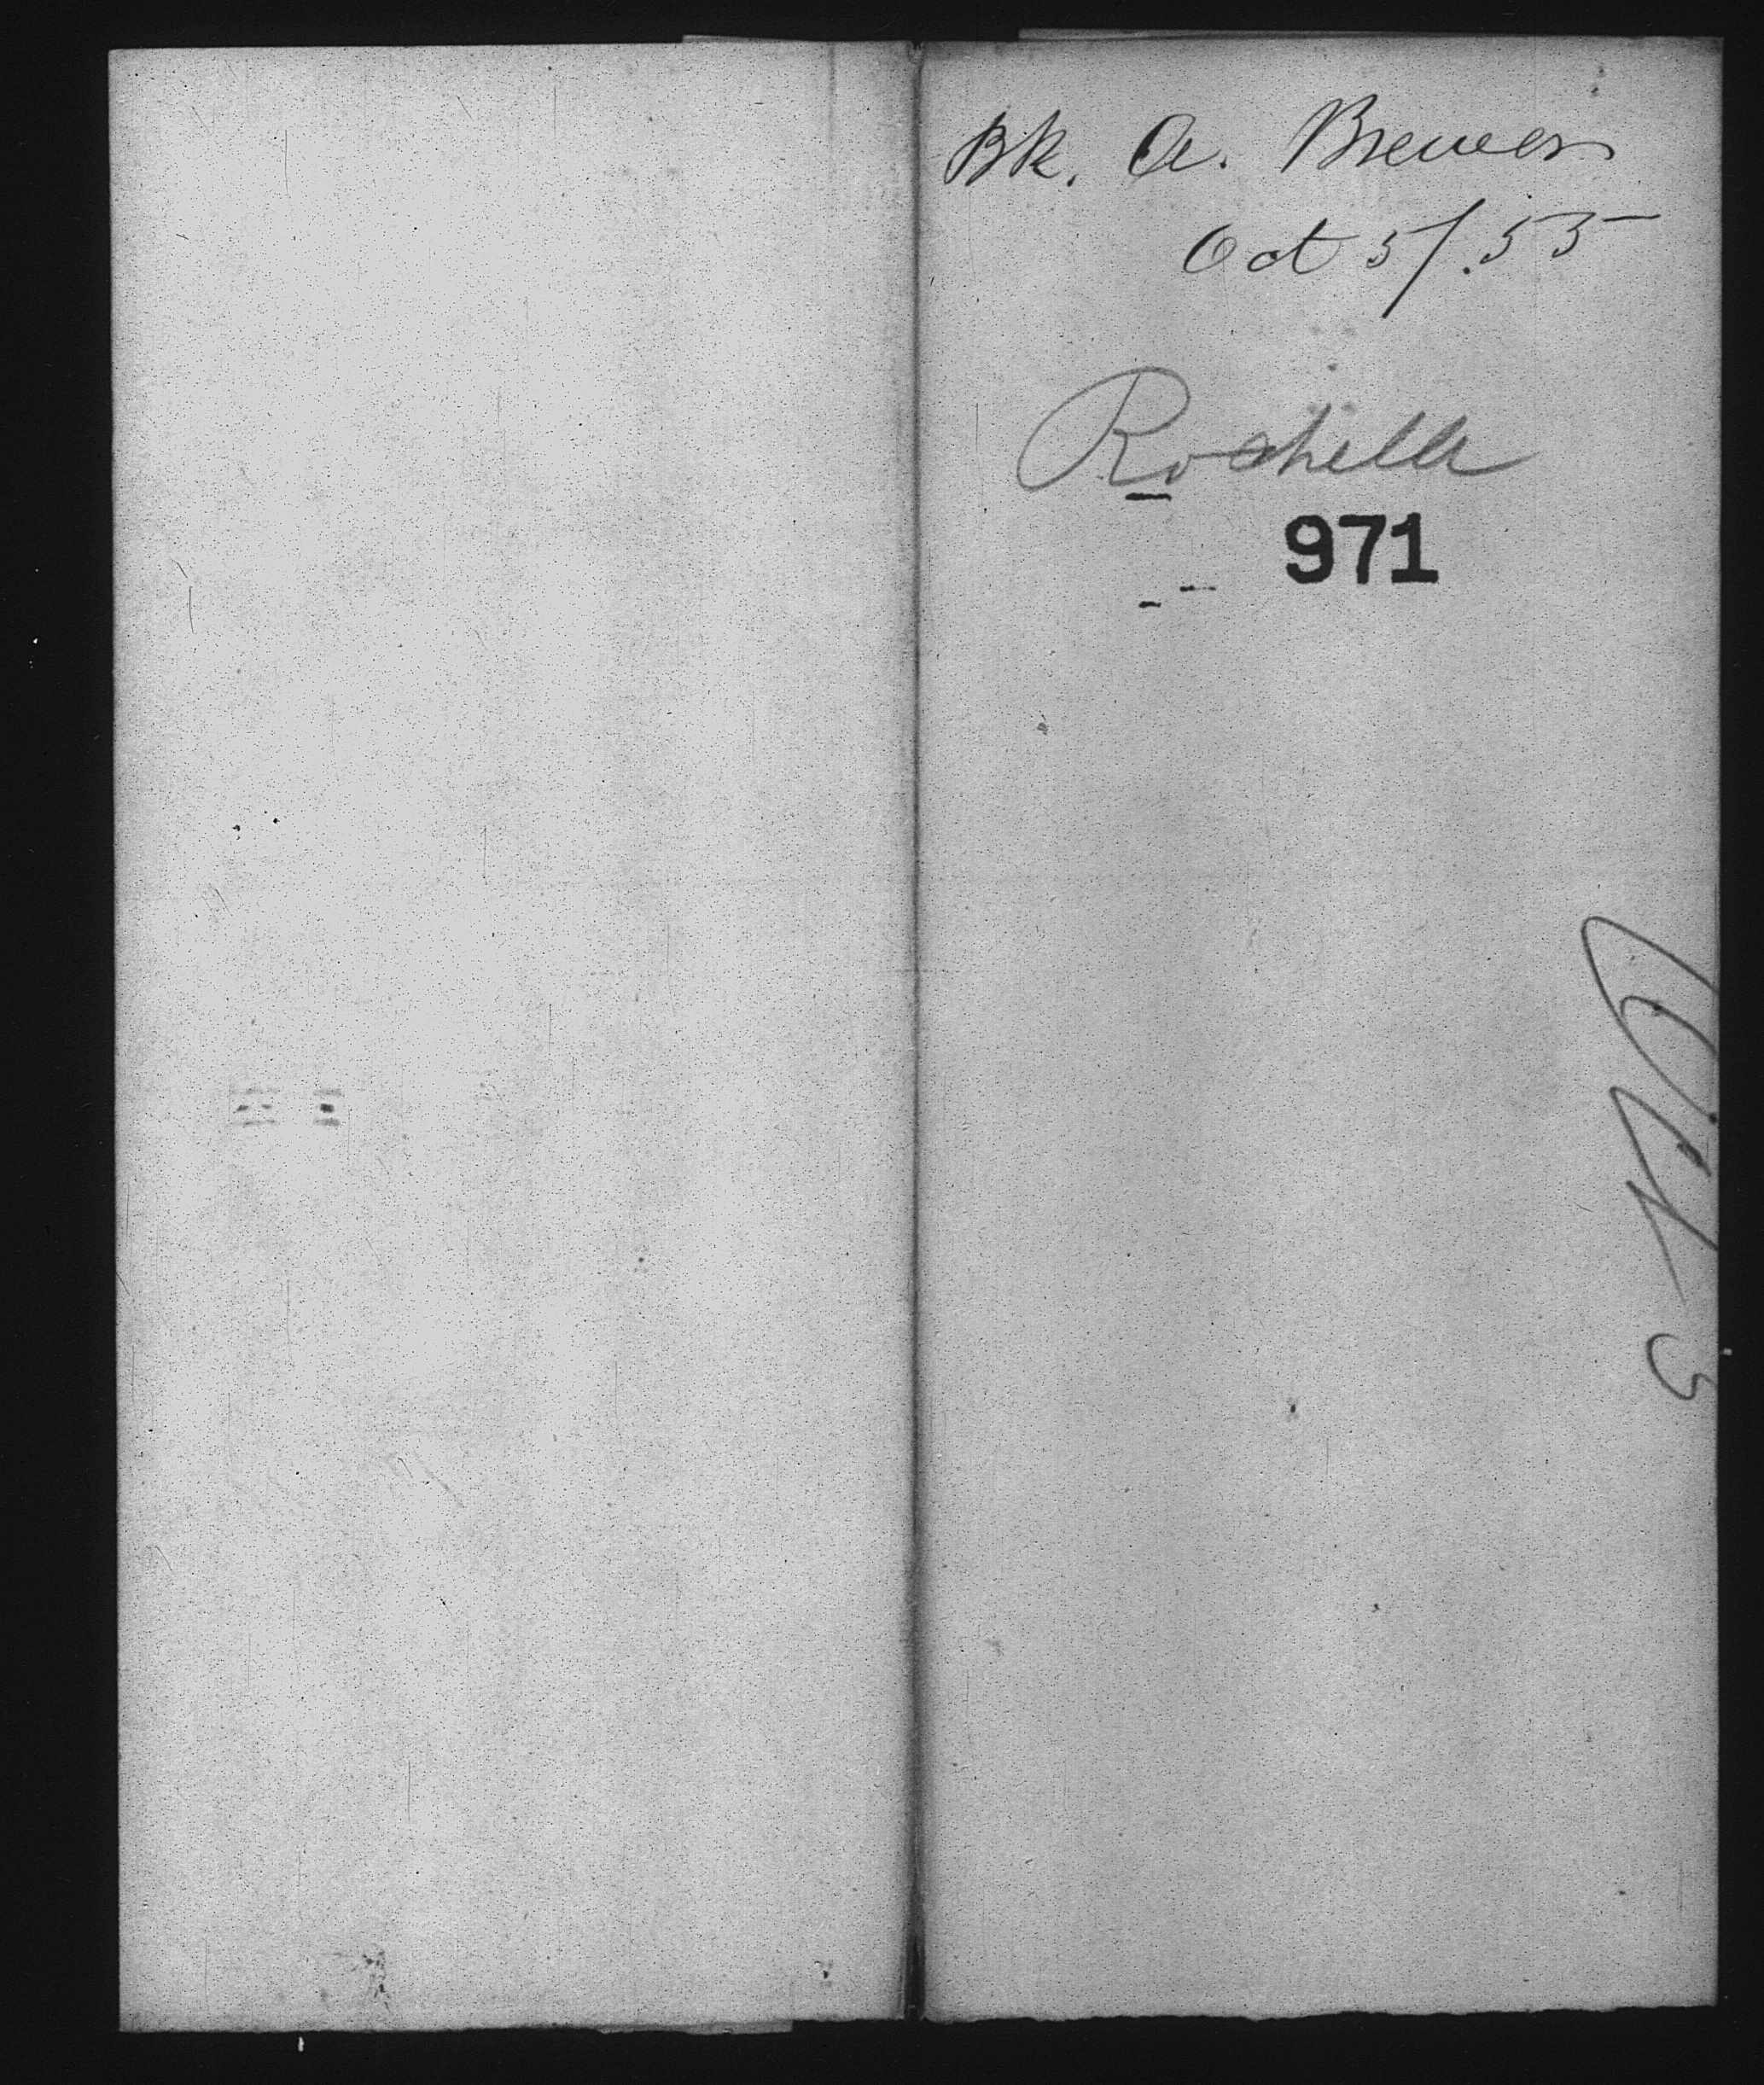 Bk. A. Brewer
Oct 5/.55
Rochelle
971